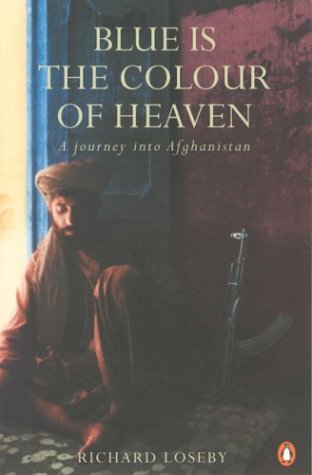 BLUE IS
THE COLOUR
OF HEAVEN
A journey into Afghanistan
RICHARD LOSEBY